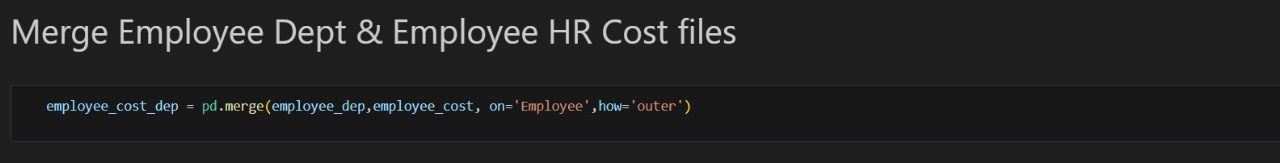 Merge Employee Dept & Employee HR Cost files
employee_cost_dep = pd.merge(employee_dep,employee_cost, on='Employee',how='outer')